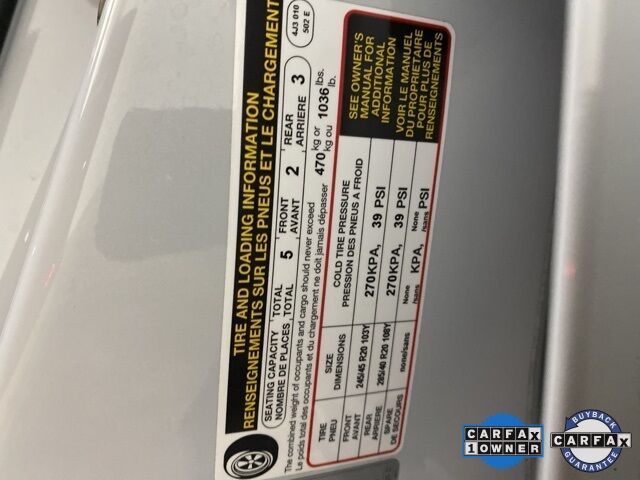 TIRE AND LOADING INFORMATION
RENSEIGNEMENTS SUR LES PNEUS ET LE CHARGEMENT
4J3 010
502 E
SEATING CAPACITY TOTAL 5 FRONT 2 REAR 3
NOMBRE DE PLACES TOTAL AVANT ARRIERE
The combined weight of occupants and cargo should never exceed 470 kg or 1036 lbs.
Le poids total des occupants et du chargement ne doit jamais dépasser kg ou lb.
TIRE SIZE COLD TIRE PRESSURE
PNEU DIMENSIONS PRESSION DES PNEUS A FROID
FRONT 245/45 R20 103Y 270KPA, 39 PSI
AVANT
REAR 285/40 R20 108Y 270KPA, 39 PSI
ARRIERE
SPARE none/sans None KPA, None PSI
DE SECOURS /sans /sans
SEE OWNER'S
MANUAL FOR
ADDITIONAL
INFORMATION
VOIR LE MANUEL
DU PROPRIETAIRE
POUR PLUS DE
RENSEIGNEMENTS
CARFAX
1 OWNER
BUYBACK
CARFAX
GUARANTEE